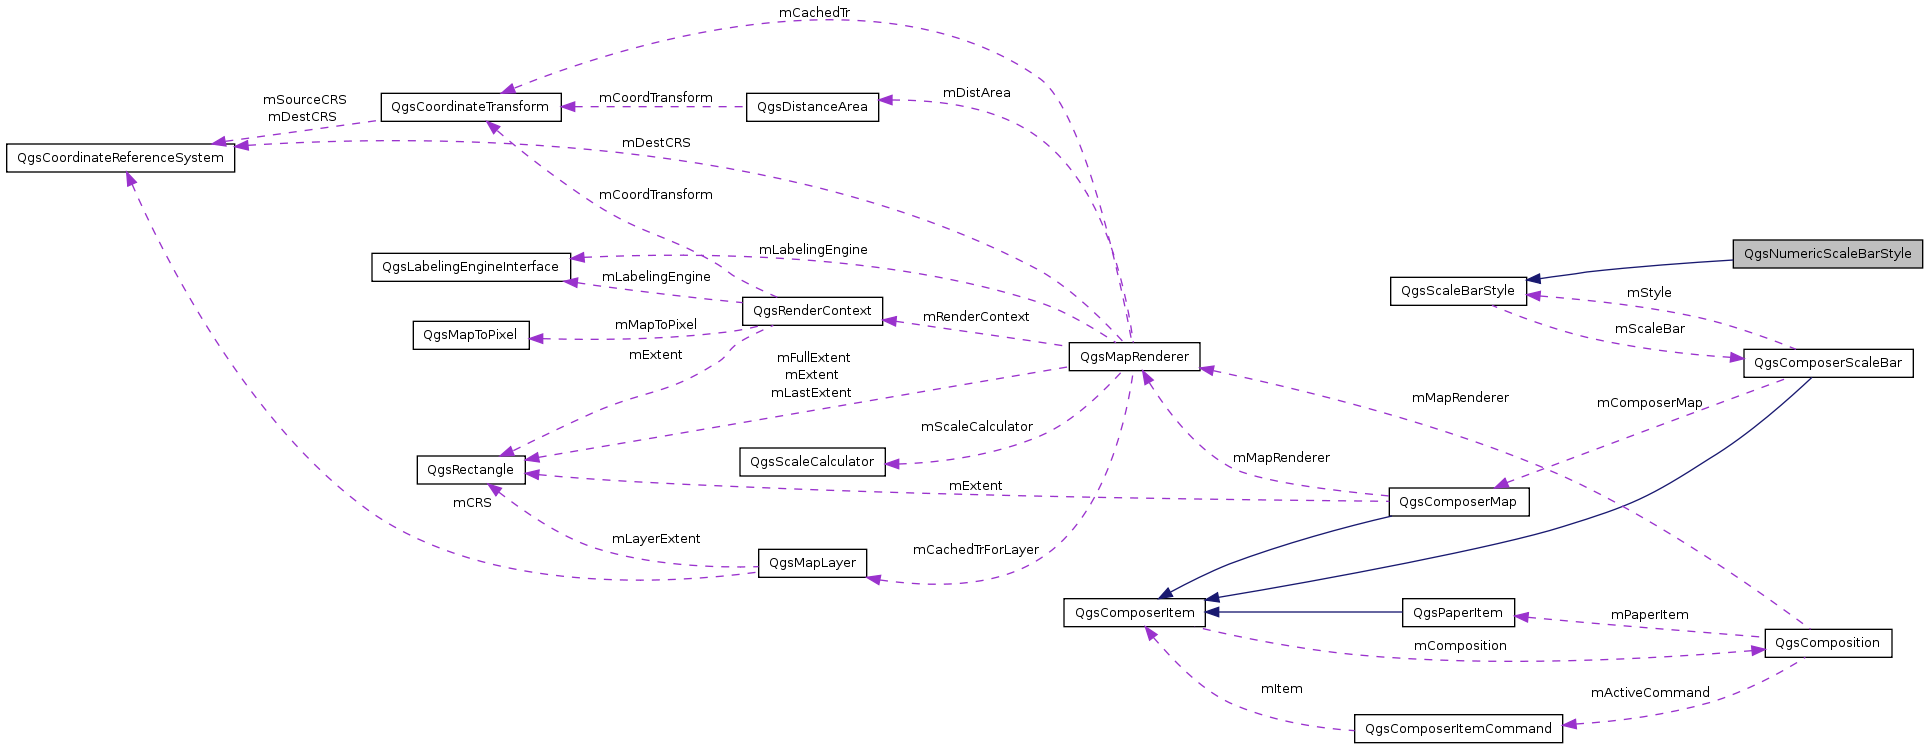 mCachedTr
mSourceCRS
mDestCRS
QgsCoordinateTransform
mCoordTransform
QgsDistanceArea
mDistArea
QgsCoordinateReferenceSystem
mDestCRS
mCoordTransform
QgsLabelingEngineInterface
mLabelingEngine
mLabelingEngine
QgsNumericScaleBarStyle
QgsScaleBarStyle
mStyle
QgsRenderContext
mRenderContext
mScaleBar
QgsMapToPixel
mMapToPixel
mExtent
mFullExtent
mExtent
mLastExtent
QgsMapRenderer
QgsComposerScaleBar
mMapRenderer
mComposerMap
mScaleCalculator
QgsRectangle
QgsScaleCalculator
mMapRenderer
mExtent
QgsComposerMap
mCRS
mLayerExtent
QgsMapLayer
mCachedTrForLayer
QgsComposerItem
QgsPaperItem
mPaperItem
mComposition
QgsComposition
mItem
mActiveCommand
QgsComposerItemCommand